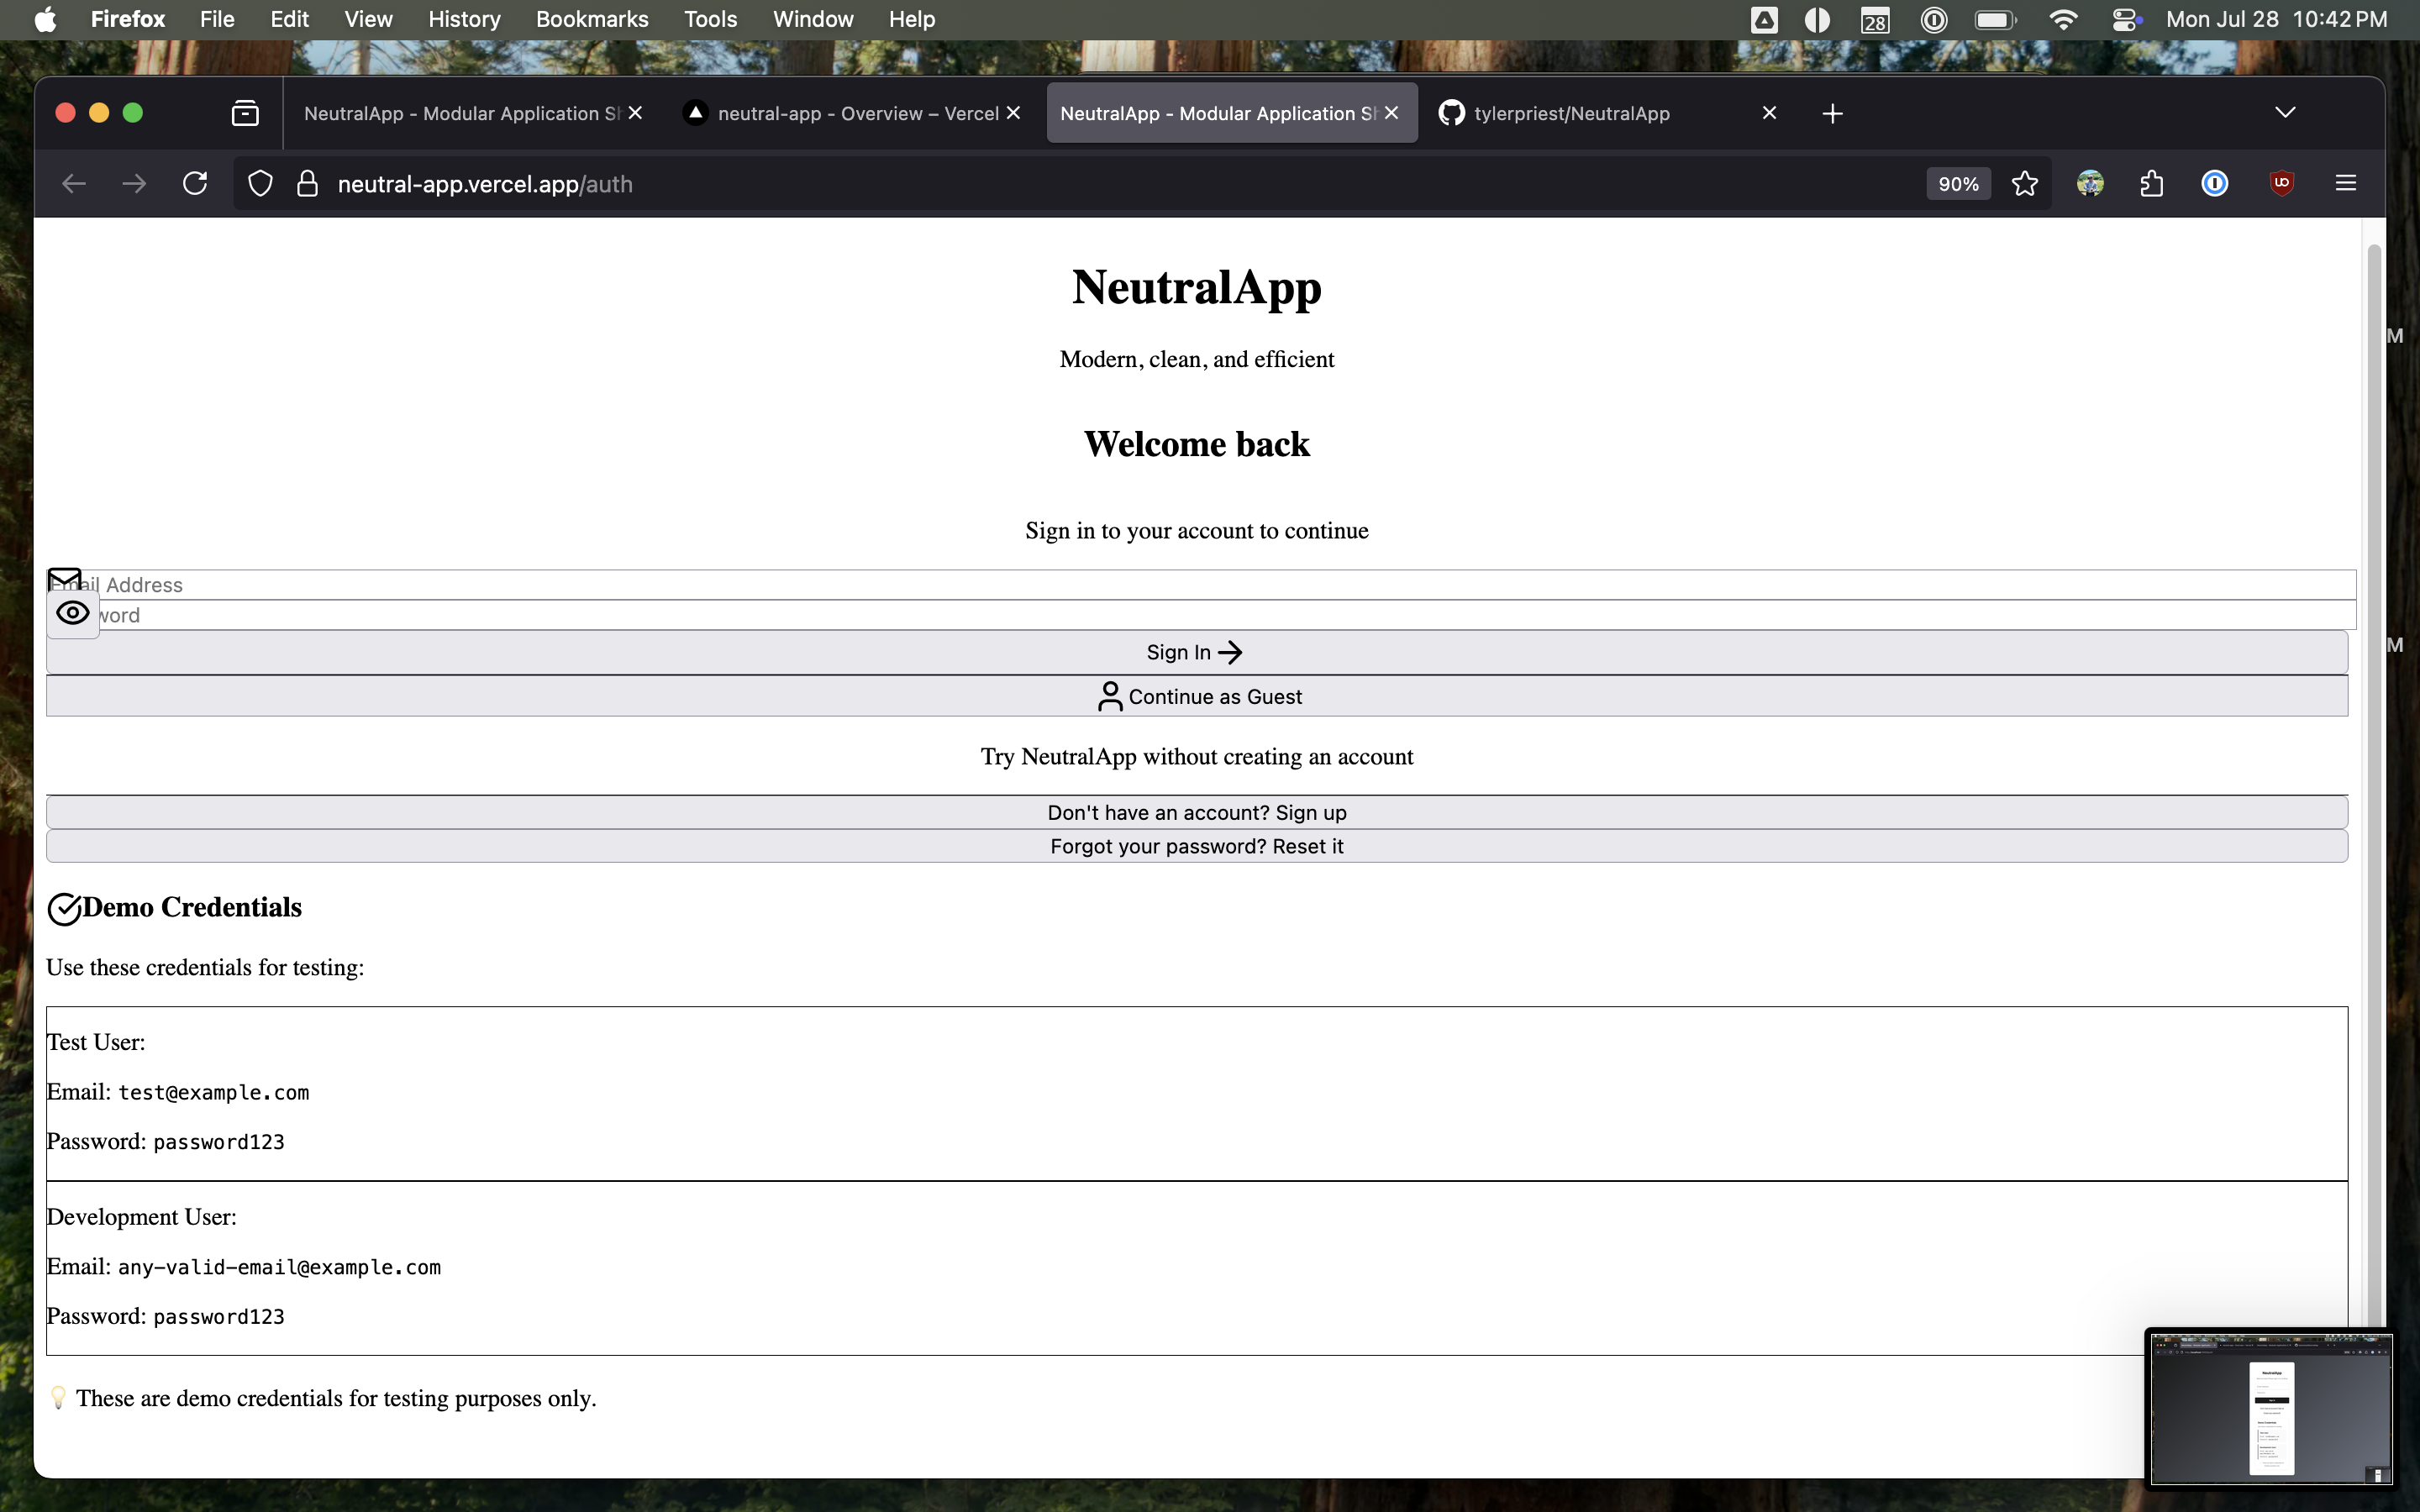 Firefox File Edit View History Bookmarks Tools Window Help 28 Mon Jul 28 10:42 PM
NeutralApp - Modular Application Sh neutral-app - Overview – Vercel NeutralApp - Modular Application Sh tylerpriest/NeutralApp
neutral-app.vercel.app/auth 90%
NeutralApp
Modern, clean, and efficient
Welcome back
Sign in to your account to continue
Email Address
word
Sign In
Continue as Guest
Try NeutralApp without creating an account
Don't have an account? Sign up
Forgot your password? Reset it
Demo Credentials
Use these credentials for testing:
Test User:
Email: test@example.com
Password: password123
Development User:
Email: any-valid-email@example.com
Password: password123
💡 These are demo credentials for testing purposes only.
M
M